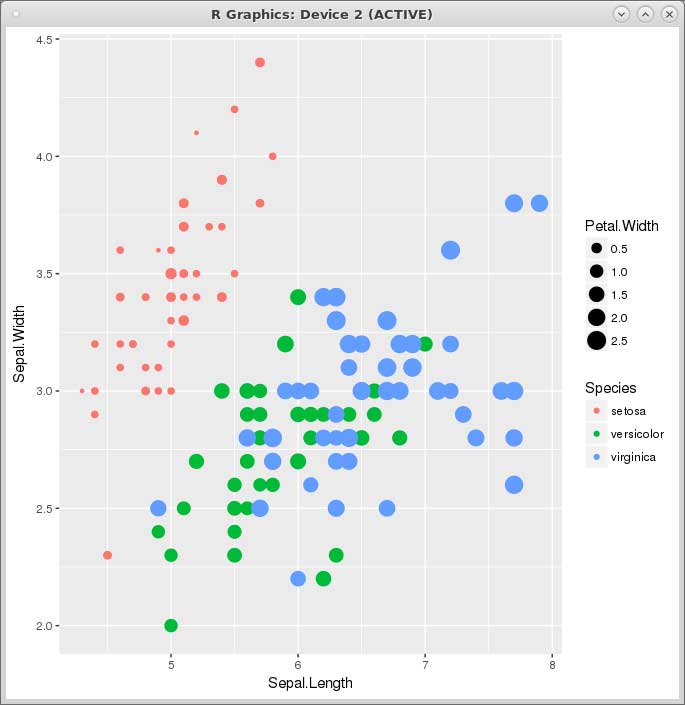 R Graphics: Device 2 (ACTIVE)
4.5
4.0
3.5
3.0
2.5
2.0
Sepal.Width
5
6
7
8
Sepal.Length
Petal.Width
0.5
1.0
1.5
2.0
2.5
Species
setosa
versicolor
virginica